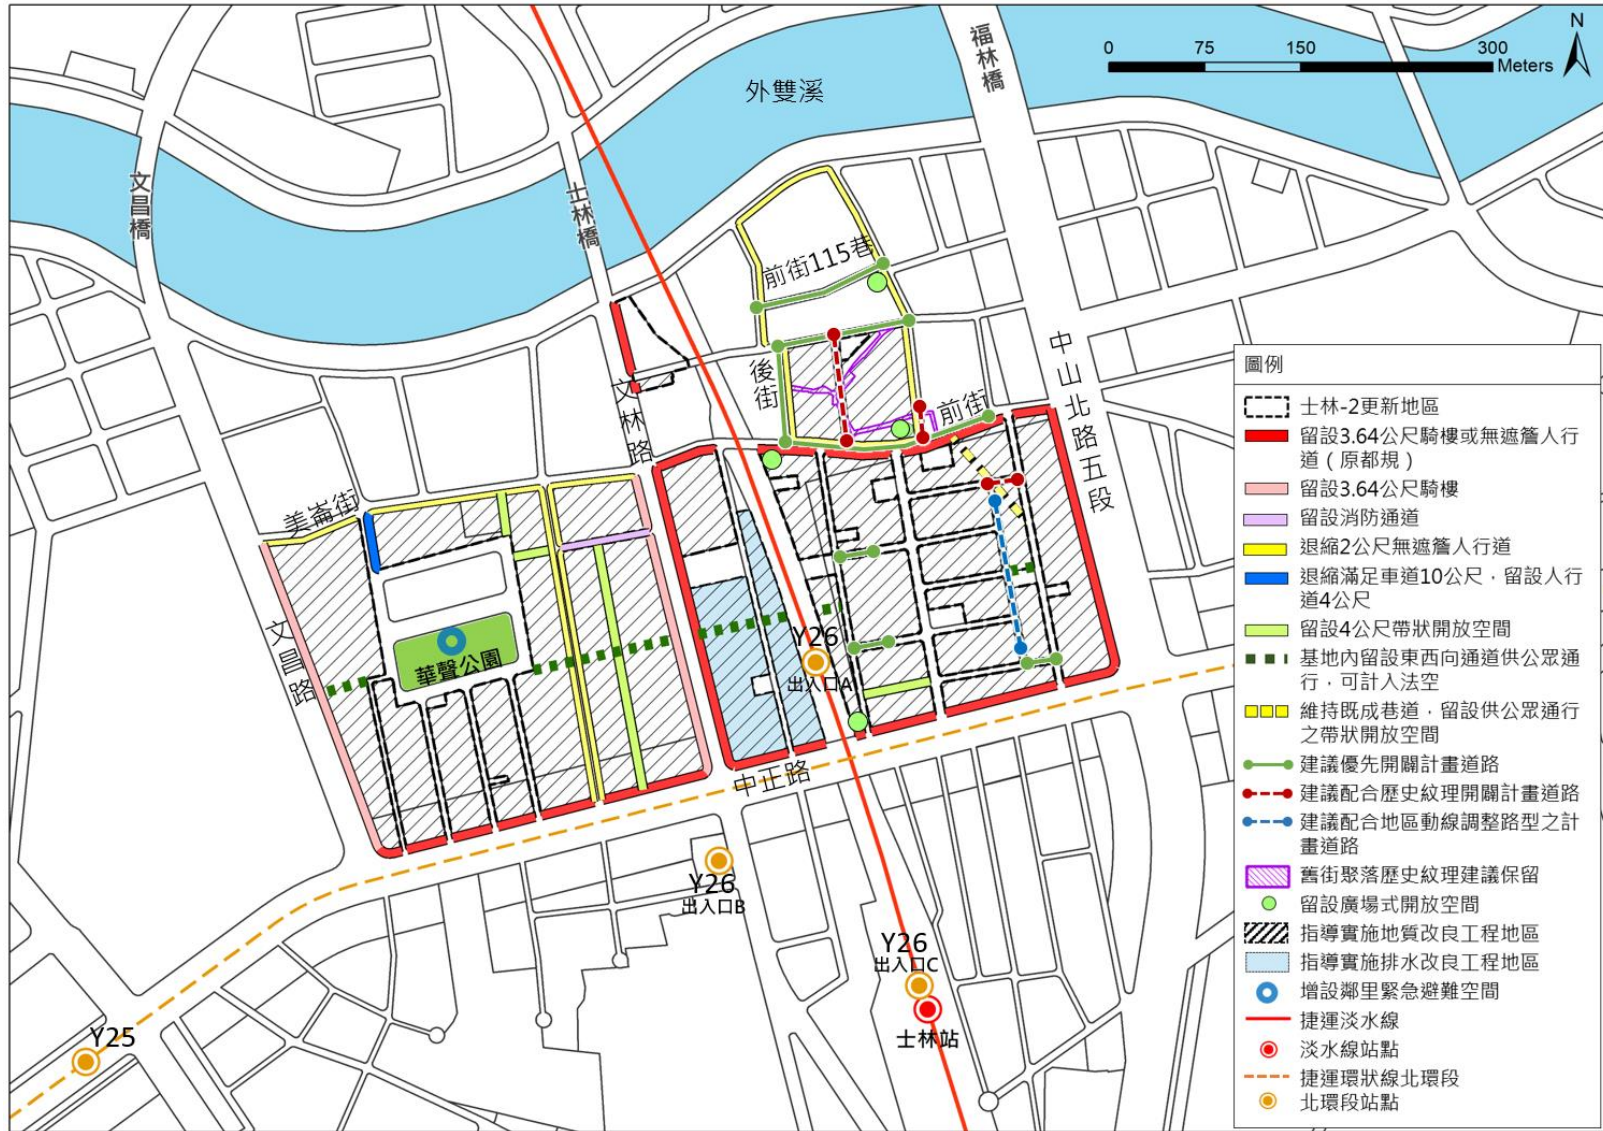 N
0 75 150 300
Meters
福林橋
外雙溪
文昌橋
士林橋
前街115巷
後街
前街
中山北路五段
文林路
美崙街
文昌路
華聲公園
Y26
出入口A
中正路
Y26
出入口B
Y26
出入口C
士林站
Y25
圖例
士林-2更新地區
留設3.64公尺騎樓或無遮簷人行
道（原都規）
留設3.64公尺騎樓
留設消防通道
退縮2公尺無遮簷人行道
退縮滿足車道10公尺，留設人行
道4公尺
留設4公尺帶狀開放空間
基地內留設東西向通道供公眾通
行，可計入法空
維持既成巷道，留設供公眾通行
之帶狀開放空間
建議優先開闢計畫道路
建議配合歷史紋理開闢計畫道路
建議配合地區動線調整路型之計
畫道路
舊街聚落歷史紋理建議保留
留設廣場式開放空間
指導實施地質改良工程地區
指導實施排水改良工程地區
增設鄰里緊急避難空間
捷運淡水線
淡水線站點
捷運環狀線北環段
北環段站點